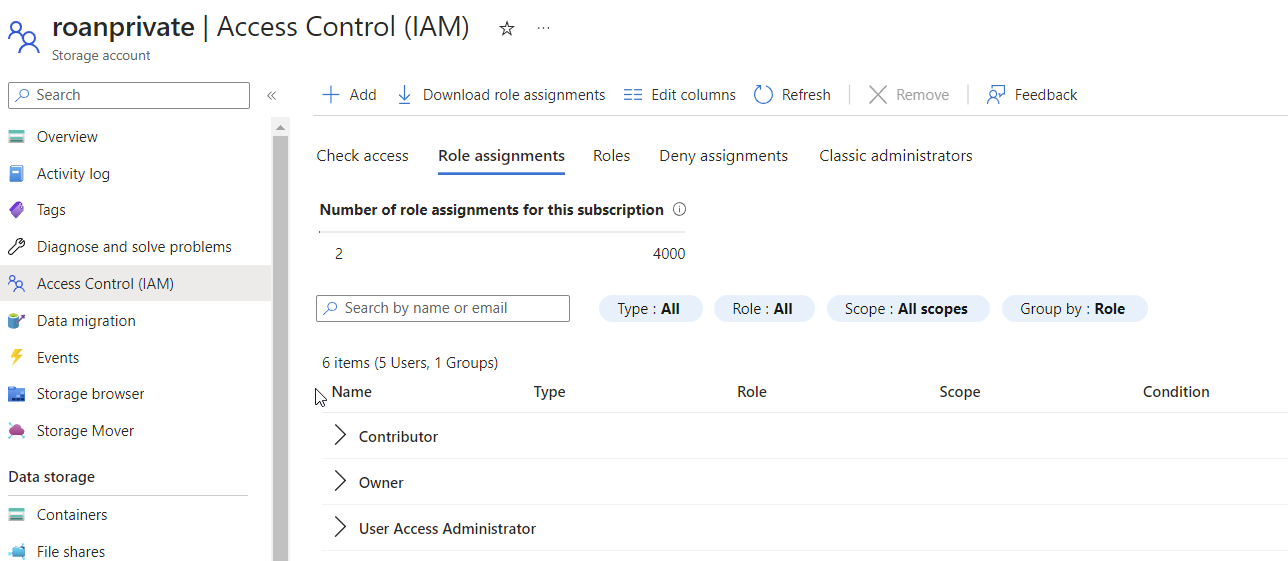 roanprivate | Access Control (IAM) ☆ ...
Storage account
Search «
Overview
Activity log
Tags
Diagnose and solve problems
Access Control (IAM)
Data migration
Events
Storage browser
Storage Mover
Data storage
Containers
File shares
Add Download role assignments Edit columns Refresh Remove Feedback
Check access Role assignments Roles Deny assignments Classic administrators
Number of role assignments for this subscription
2 4000
Search by name or email Type : All Role : All Scope : All scopes Group by : Role
6 items (5 Users, 1 Groups)
Name Type Role Scope Condition
Contributor
Owner
User Access Administrator